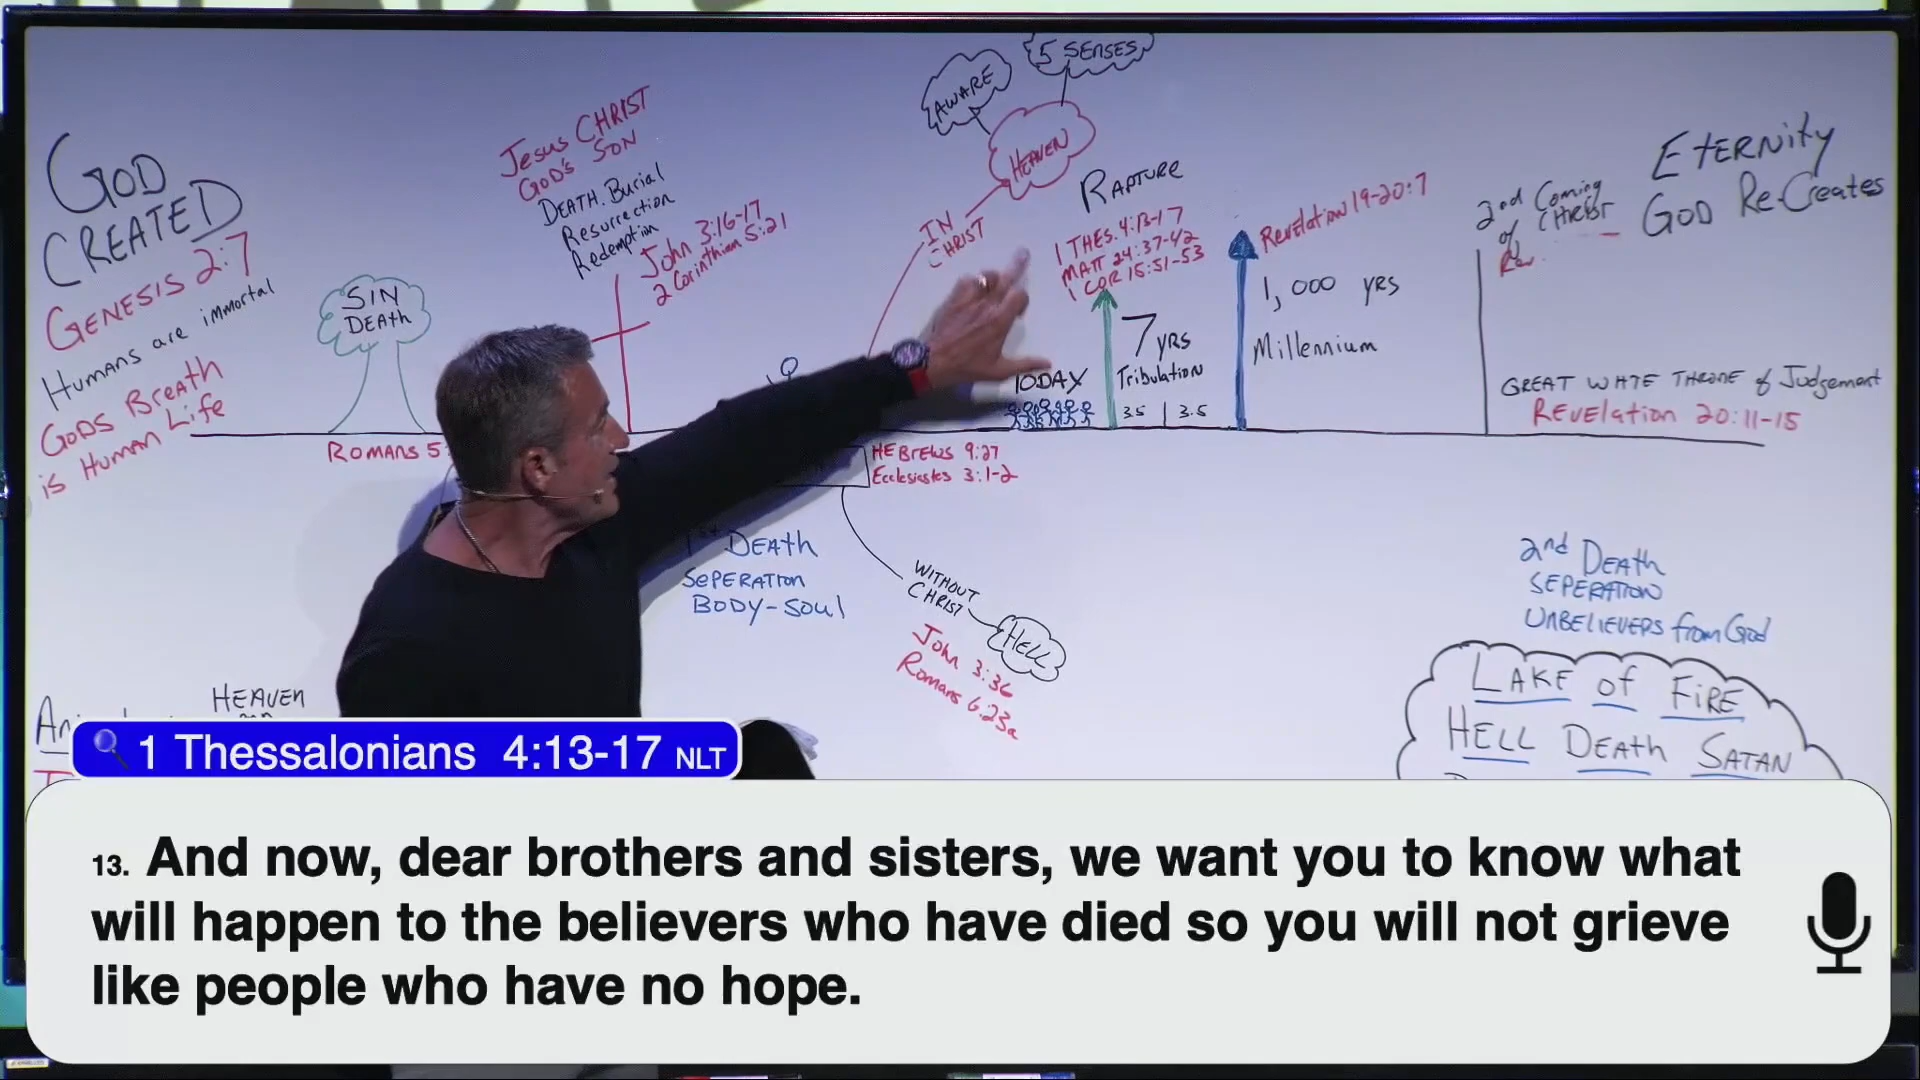 5 SENSES
AWARE
HEAVEN
IN
CHRIST
GOD
CREATED
GENESIS 2:7
Humans are immortal
GODS Breath
is Human Life
SIN
DEATH
ROMANS 5
Jesus CHRIST
GOD'S SON
DEATH. Burial
Resurrection
Redemption
John 3:16-17
2 Corinthian 5:21
RAPTURE
1 THES. 4:13-17
MATT 24:37-42
1 COR 15:51-53
TODAY
7 YRS
Tribulation
3.5 | 3.5
Revelation 19-20:7
1,000 yrs
Millennium
2nd Coming
of CHRIST
Rev.
ETERNITY
GOD Re-Creates
GREAT WHITE THRONE of Judgement
REVELATION 20:11-15
HEBREWS 9:27
Ecclesiastes 3:1-2
1st DEATH
SEPERATION
BODY-SOUL
WITHOUT
CHRIST
HELL
John 3:36
Romans 6:23a
2nd DEATH
SEPERATION
UNBELIEVERS from God
LAKE of FIRE
HELL DEATH SATAN
HEAVEN
1 Thessalonians 4:13-17 NLT
13. And now, dear brothers and sisters, we want you to know what
will happen to the believers who have died so you will not grieve
like people who have no hope.